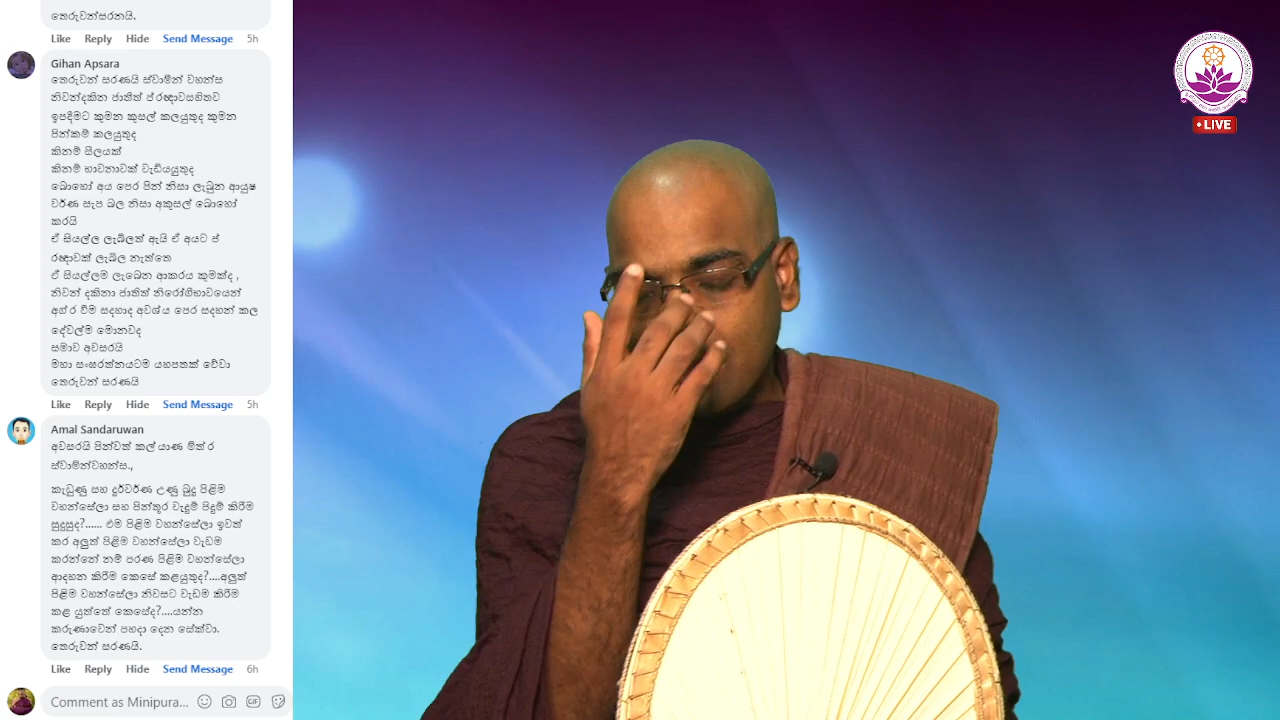 තෙරුවන්සරනයි.
Like Reply Hide Send Message 5h
Gihan Apsara
තෙරුවන් සරණයි ස්වාමීන් වහන්ස
නිවන්දකින ජාතිත් ප්‍රඥාවසහිතව
ඉපදීමට කුමන කුසල් කලයුතුද කුමන
පින්කම් කලයුතුද
කිනම් සීලයක්
කිනම් භාවනාවක් වැඩියයුතුද
බොහෝ අය පෙර පින් නිසා ලැබුන ආයුෂ
වර්ණ සැප බල නිසා අකුසල් බොහෝ
කරයි
ඒ සියල්ල ලැබිලත් ඇයි ඒ අයට ප්
රඥාවක් ලැබිල නැත්තෙ
ඒ සියල්ලම ලැබෙන ආකරය කුමක්ද ,
නිවන් දකිනා ජාතිත් නිරෝගිභාවයෙන්
අග්‍ර වීම සදහාද අවශ්‍ය පෙර සදහන් කල
දේවල්ම මොනවද
සමාව අවසරයි
මහා සංඝරත්නයටම යහපතක් වේවා
තෙරුවන් සරණයි
Like Reply Hide Send Message 5h
Amal Sandaruwan
අවසරයි පින්වත් කල්‍යාණ මිත්‍ර
ස්වාමීන්වහන්ස.,
කැඩුණු සහ දුර්වර්ණ උණු බුදු පිළිම
වහන්සේලා සහ පින්තූර වැඳුම් පිදුම් කිරීම
සුදුසුද?...... එම පිළිම වහන්සේලා ඉවත්
කර අලුත් පිළිම වහන්සේලා වැඩම
කරන්නේ නම් පරණ පිළිම වහන්සේලා
ආදහන කිරීම කෙසේ කළයුතුද?....අලුත්
පිළිම වහන්සේලා නිවසට වැඩම කිරීම
කළ යුත්තේ කෙසේද?....යන්න
කරුණාවෙන් පහදා දෙන සේක්වා.
තෙරුවන් සරණයි.
Like Reply Hide Send Message 6h
Comment as Minipura...
GIF
• LIVE